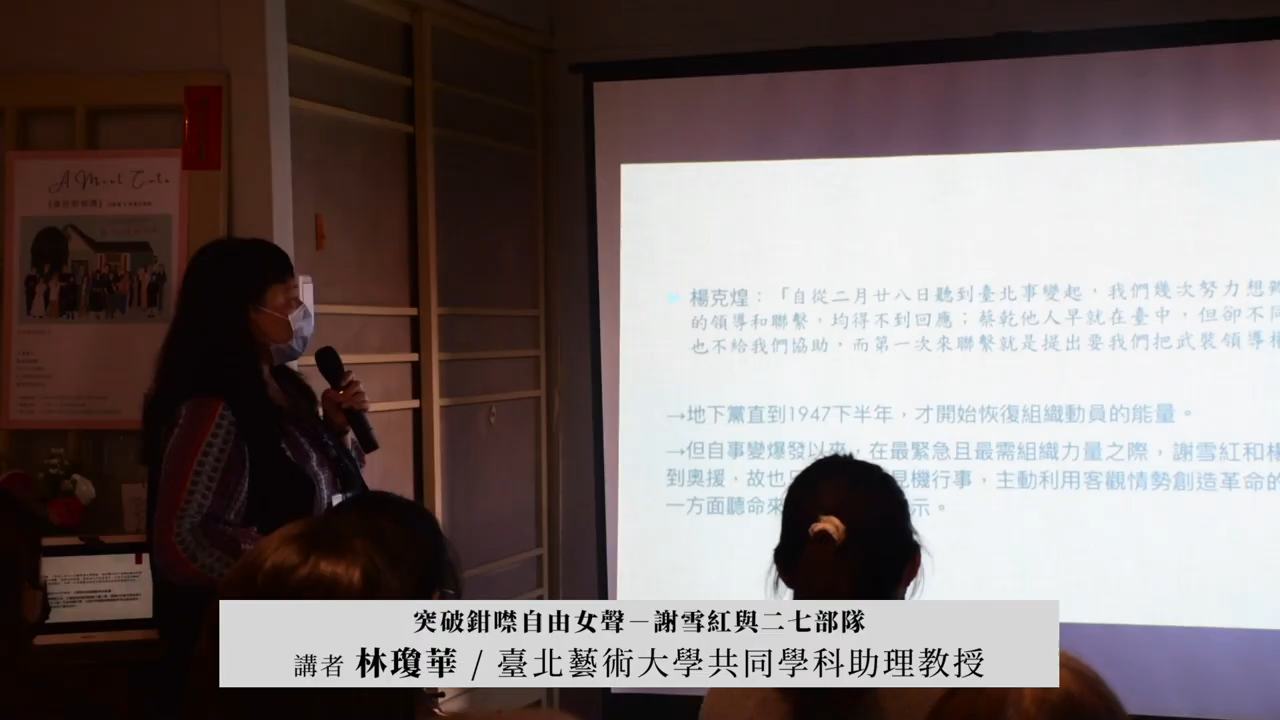 A Moot Cute
楊克煌：「自從二月廿八日聽到臺北事變起，我們幾次努力想
的領導和聯繫，均得不到回應；蔡乾他人早就在臺中，但卻不同
也不給我們協助，而第一次來聯繫就是提出要我們把武裝領導權
→地下黨直到1947下半年，才開始恢復組織動員的能量。
→但自事變爆發以來，在最緊急且最需組織力量之際，謝雪紅和楊
到奧援，故也只 見機行事，主動利用客觀情勢創造革命的
一方面聽命來 示。
突破鉗噤自由女聲－謝雪紅與二七部隊
講者 林瓊華 / 臺北藝術大學共同學科助理教授